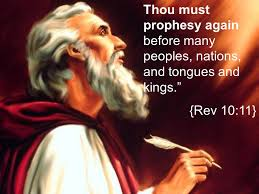 Thou must
prophesy again
before many
peoples, nations,
and tongues and
kings.”
{Rev 10:11}